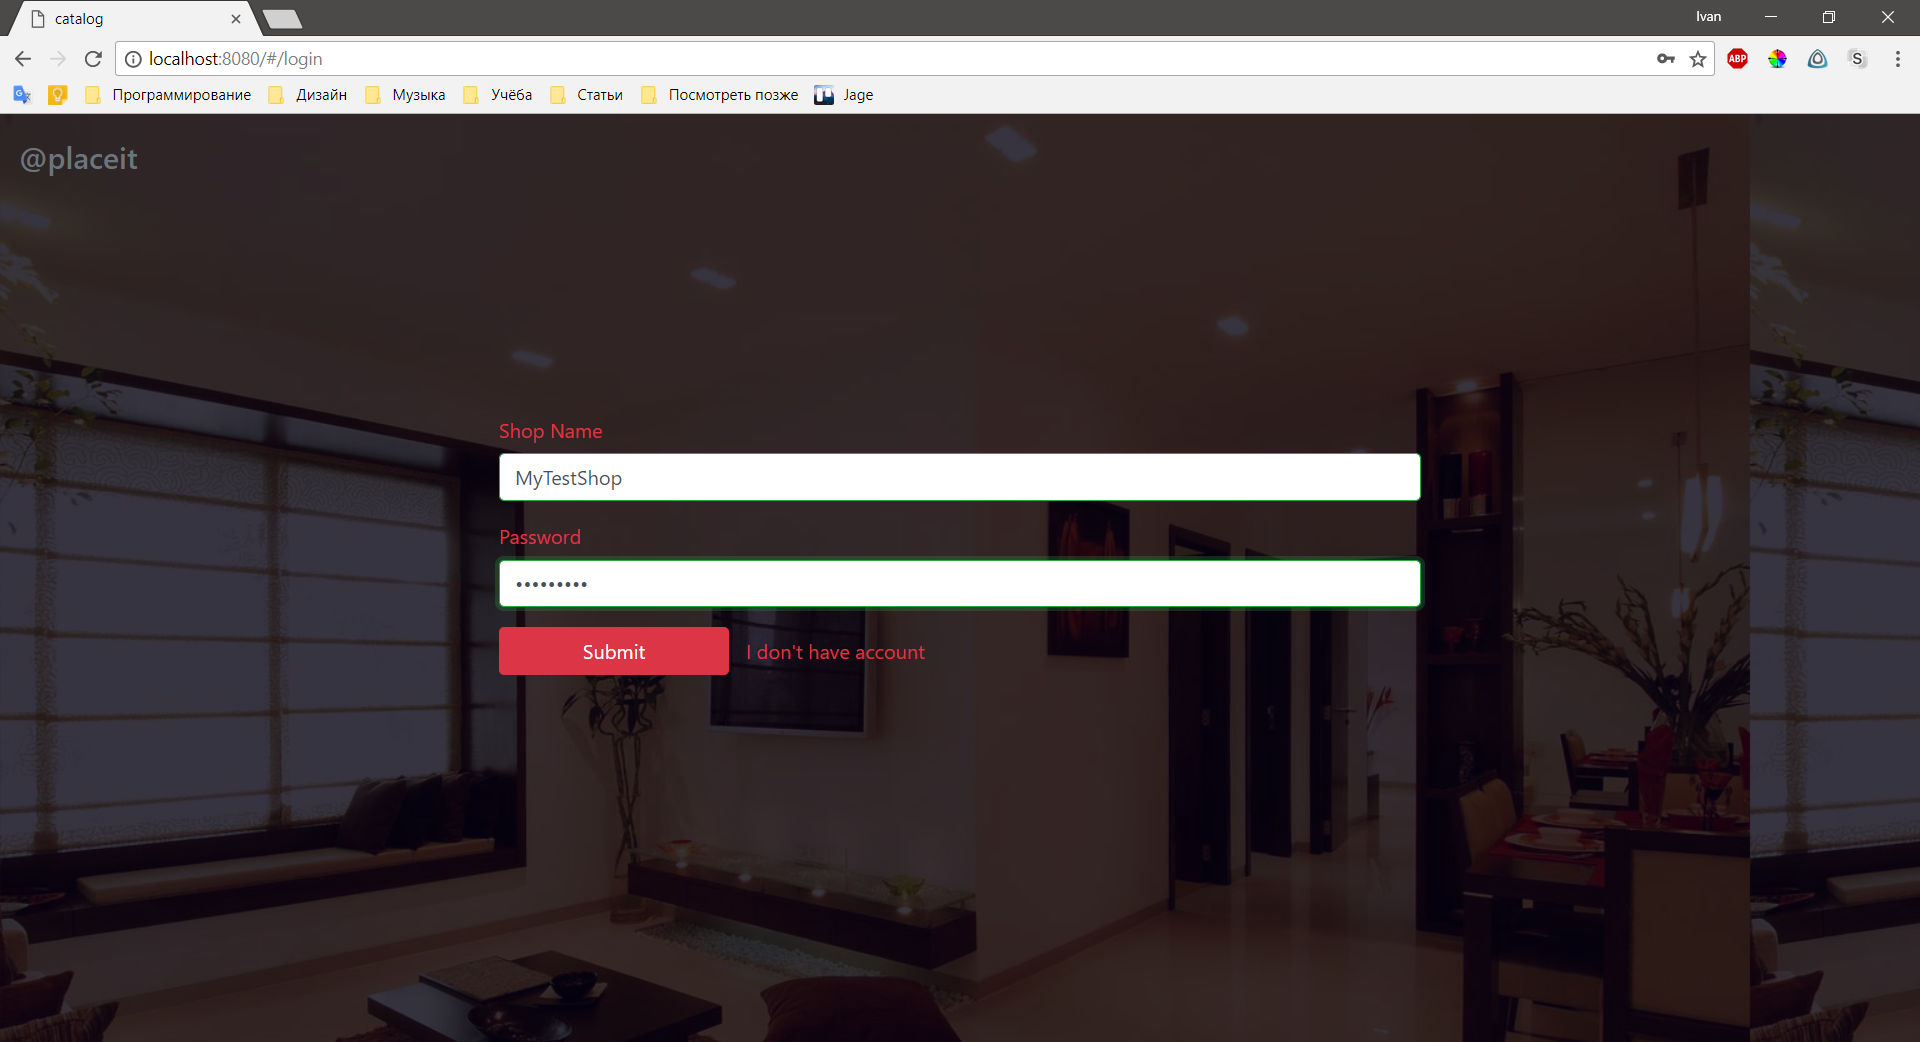 catalog
Ivan
localhost:8080/#/login
ABP
S
Программирование
Дизайн
Музыка
Учёба
Статьи
Посмотреть позже
Jage
@placeit
Shop Name
MyTestShop
Password
•••••••••
Submit
I don't have account